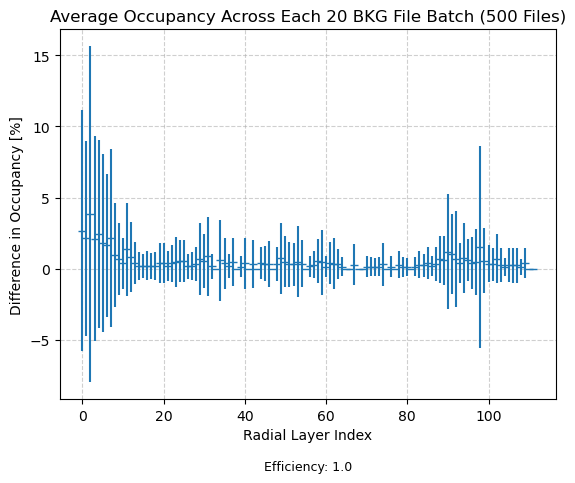 Average Occupancy Across Each 20 BKG File Batch (500 Files)
15
10
5
0
−5
Difference in Occupancy [%]
0 20 40 60 80 100
Radial Layer Index
Efficiency: 1.0